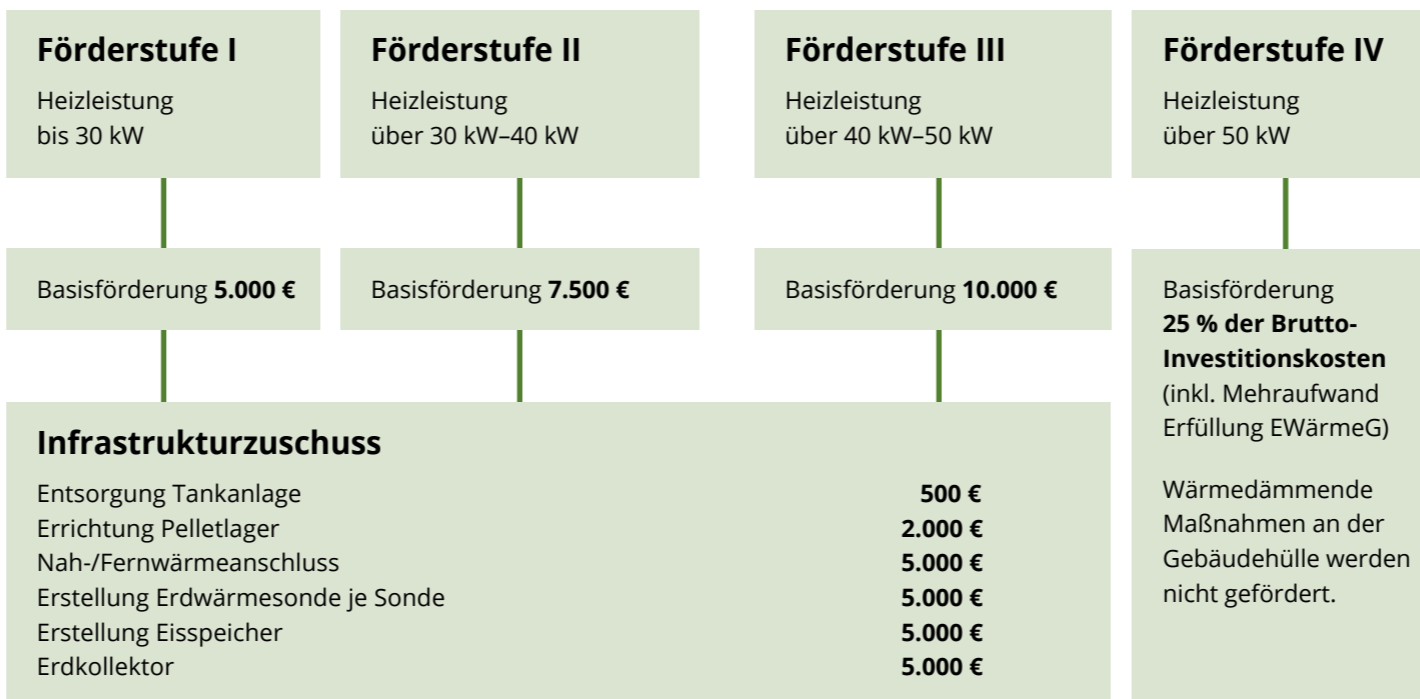 Förderstufe I
Heizleistung
bis 30 kW
Förderstufe II
Heizleistung
über 30 kW–40 kW
Förderstufe III
Heizleistung
über 40 kW–50 kW
Förderstufe IV
Heizleistung
über 50 kW
Basisförderung 5.000 €
Basisförderung 7.500 €
Basisförderung 10.000 €
Basisförderung
25 % der Brutto-
Investitionskosten
(inkl. Mehraufwand
Erfüllung EWärmeG)
Wärmedämmende
Maßnahmen an der
Gebäudehülle werden
nicht gefördert.
Infrastrukturzuschuss
Entsorgung Tankanlage 500 €
Errichtung Pelletlager 2.000 €
Nah-/Fernwärmeanschluss 5.000 €
Erstellung Erdwärmesonde je Sonde 5.000 €
Erstellung Eisspeicher 5.000 €
Erdkollektor 5.000 €